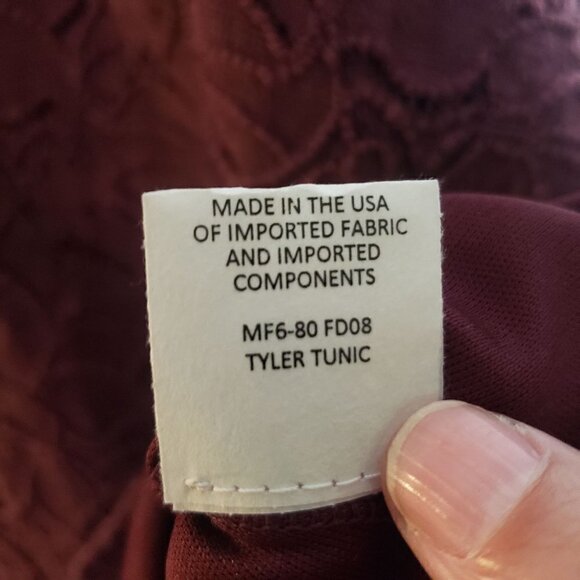 MADE IN THE USA
OF IMPORTED FABRIC
AND IMPORTED
COMPONENTS
MF6-80 FD08
TYLER TUNIC